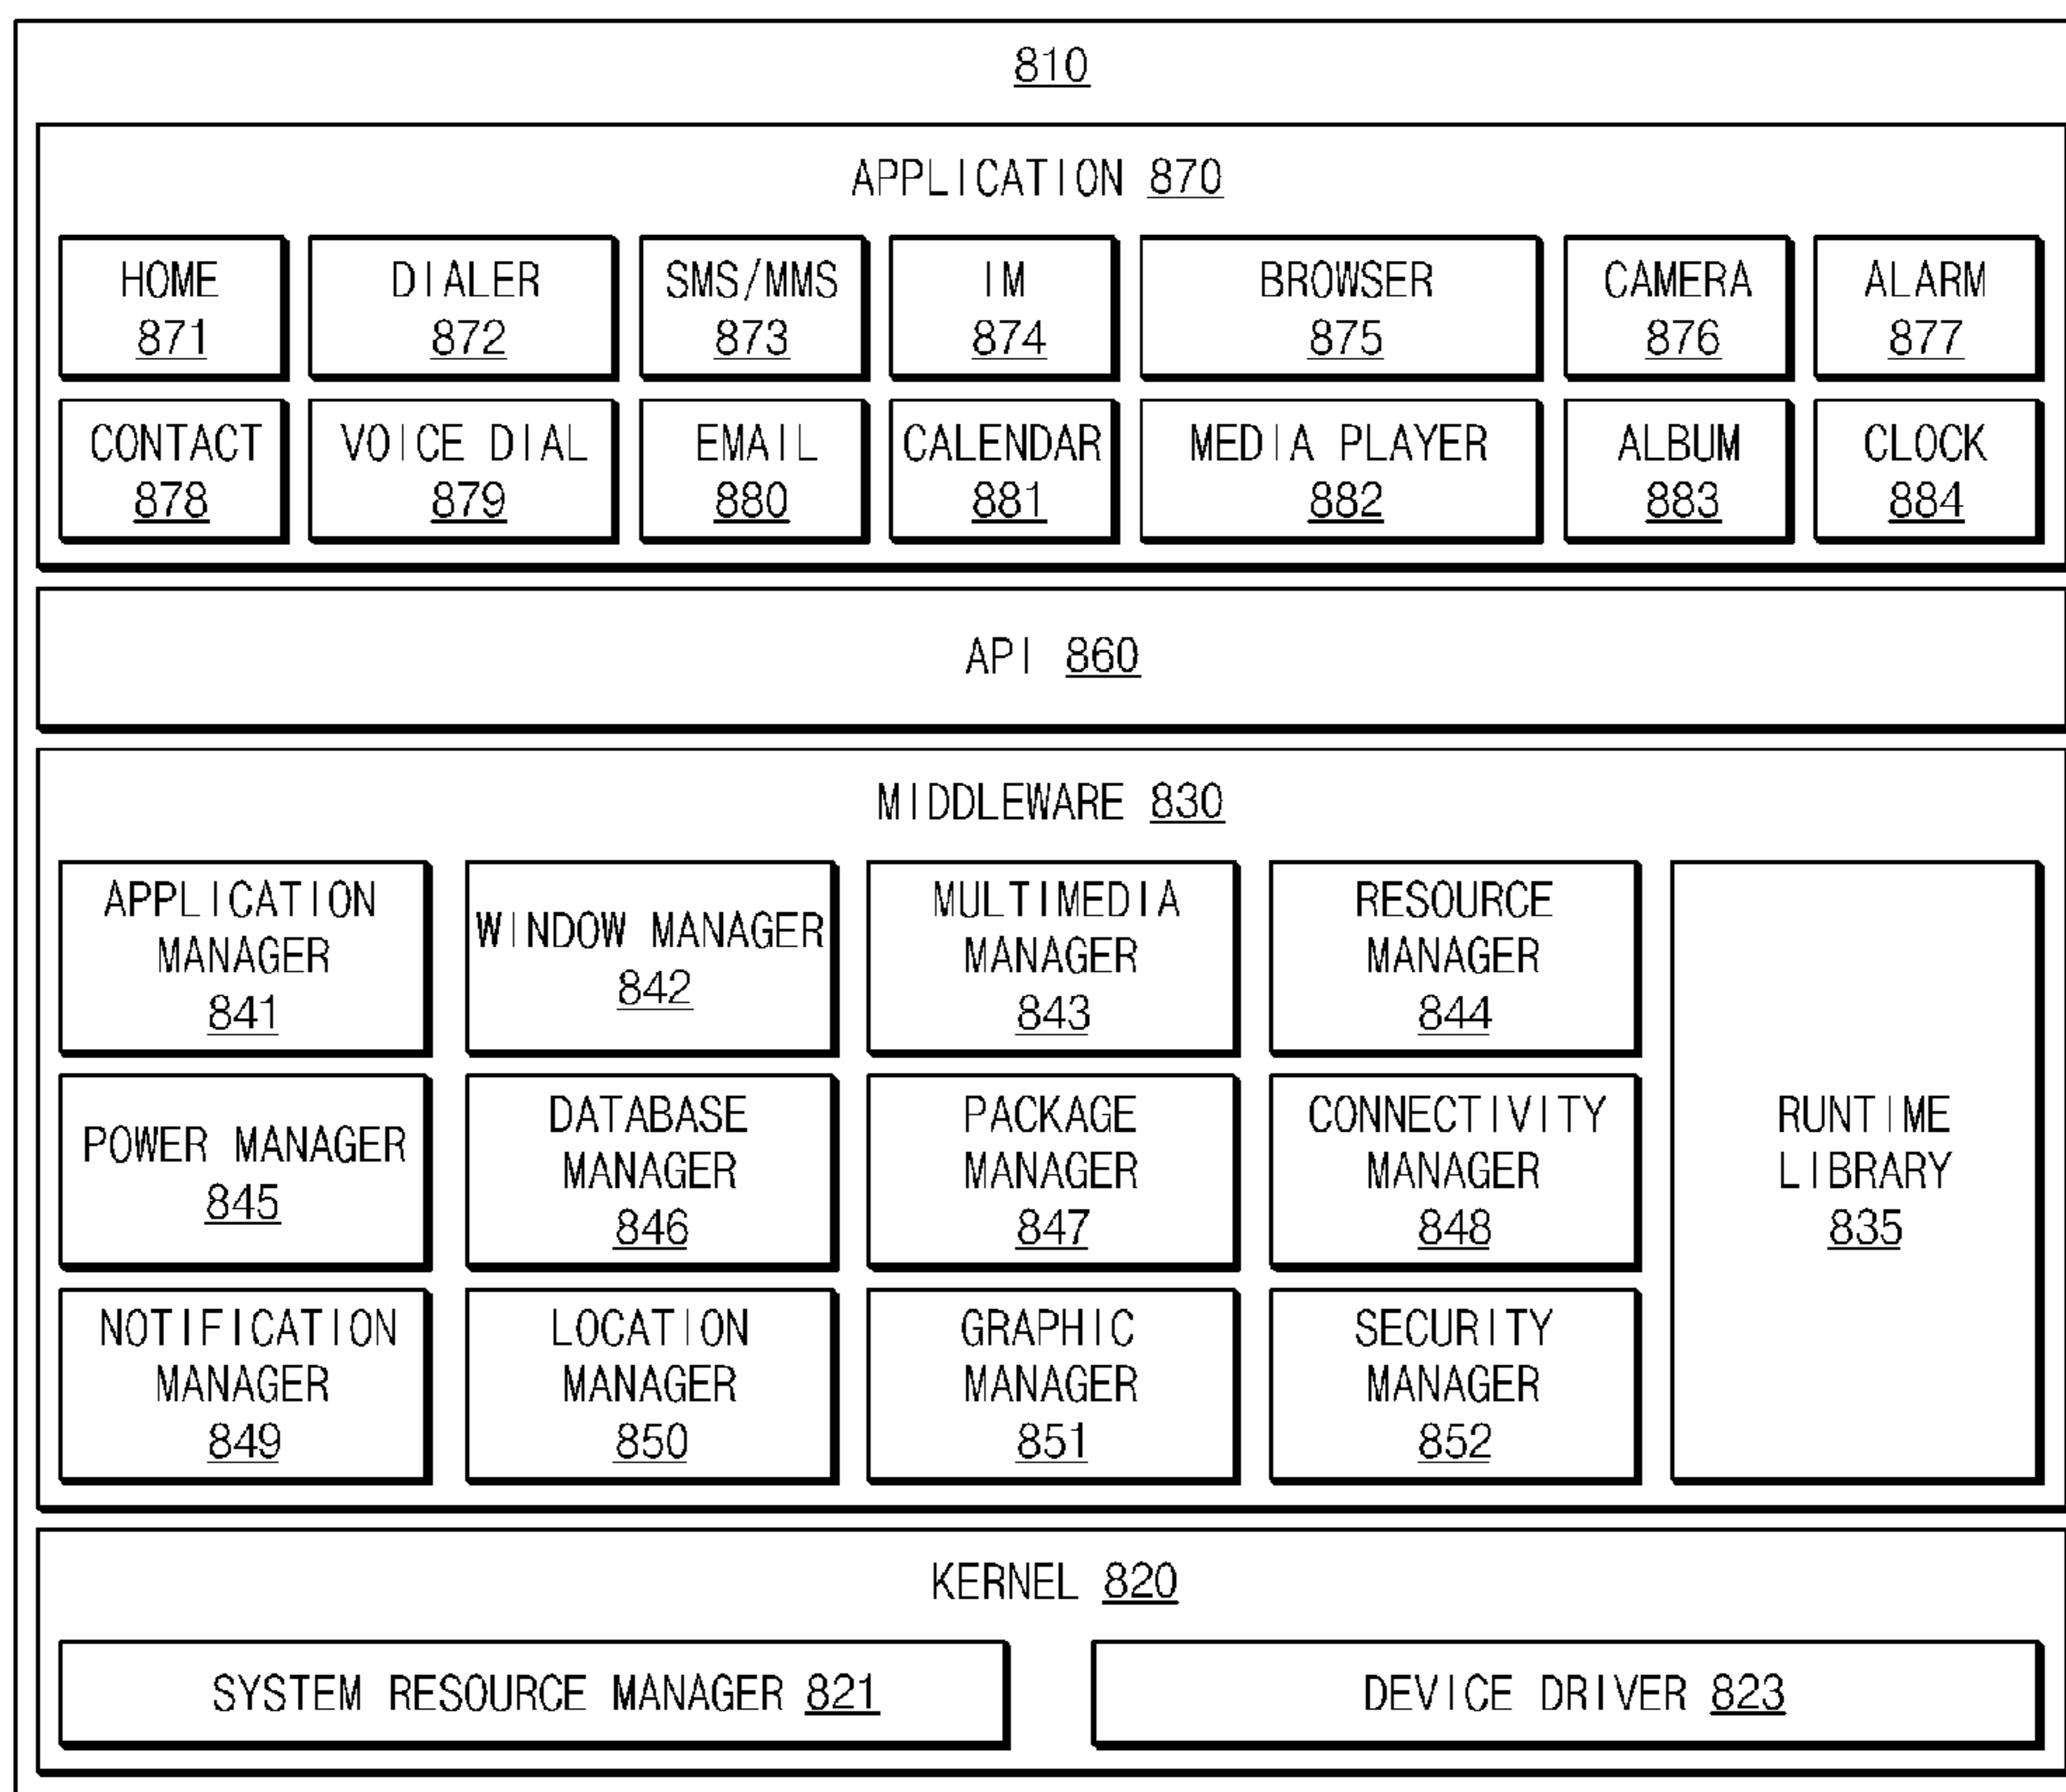 810
APPLICATION 870
HOME
871
DIALER
872
SMS/MMS
873
IM
874
BROWSER
875
CAMERA
876
ALARM
877
CONTACT
878
VOICE DIAL
879
EMAIL
880
CALENDAR
881
MEDIA PLAYER
882
ALBUM
883
CLOCK
884
API 860
MIDDLEWARE 830
APPLICATION
MANAGER
841
WINDOW MANAGER
842
MULTIMEDIA
MANAGER
843
RESOURCE
MANAGER
844
POWER MANAGER
845
DATABASE
MANAGER
846
PACKAGE
MANAGER
847
CONNECTIVITY
MANAGER
848
NOTIFICATION
MANAGER
849
LOCATION
MANAGER
850
GRAPHIC
MANAGER
851
SECURITY
MANAGER
852
RUNTIME
LIBRARY
835
KERNEL 820
SYSTEM RESOURCE MANAGER 821
DEVICE DRIVER 823